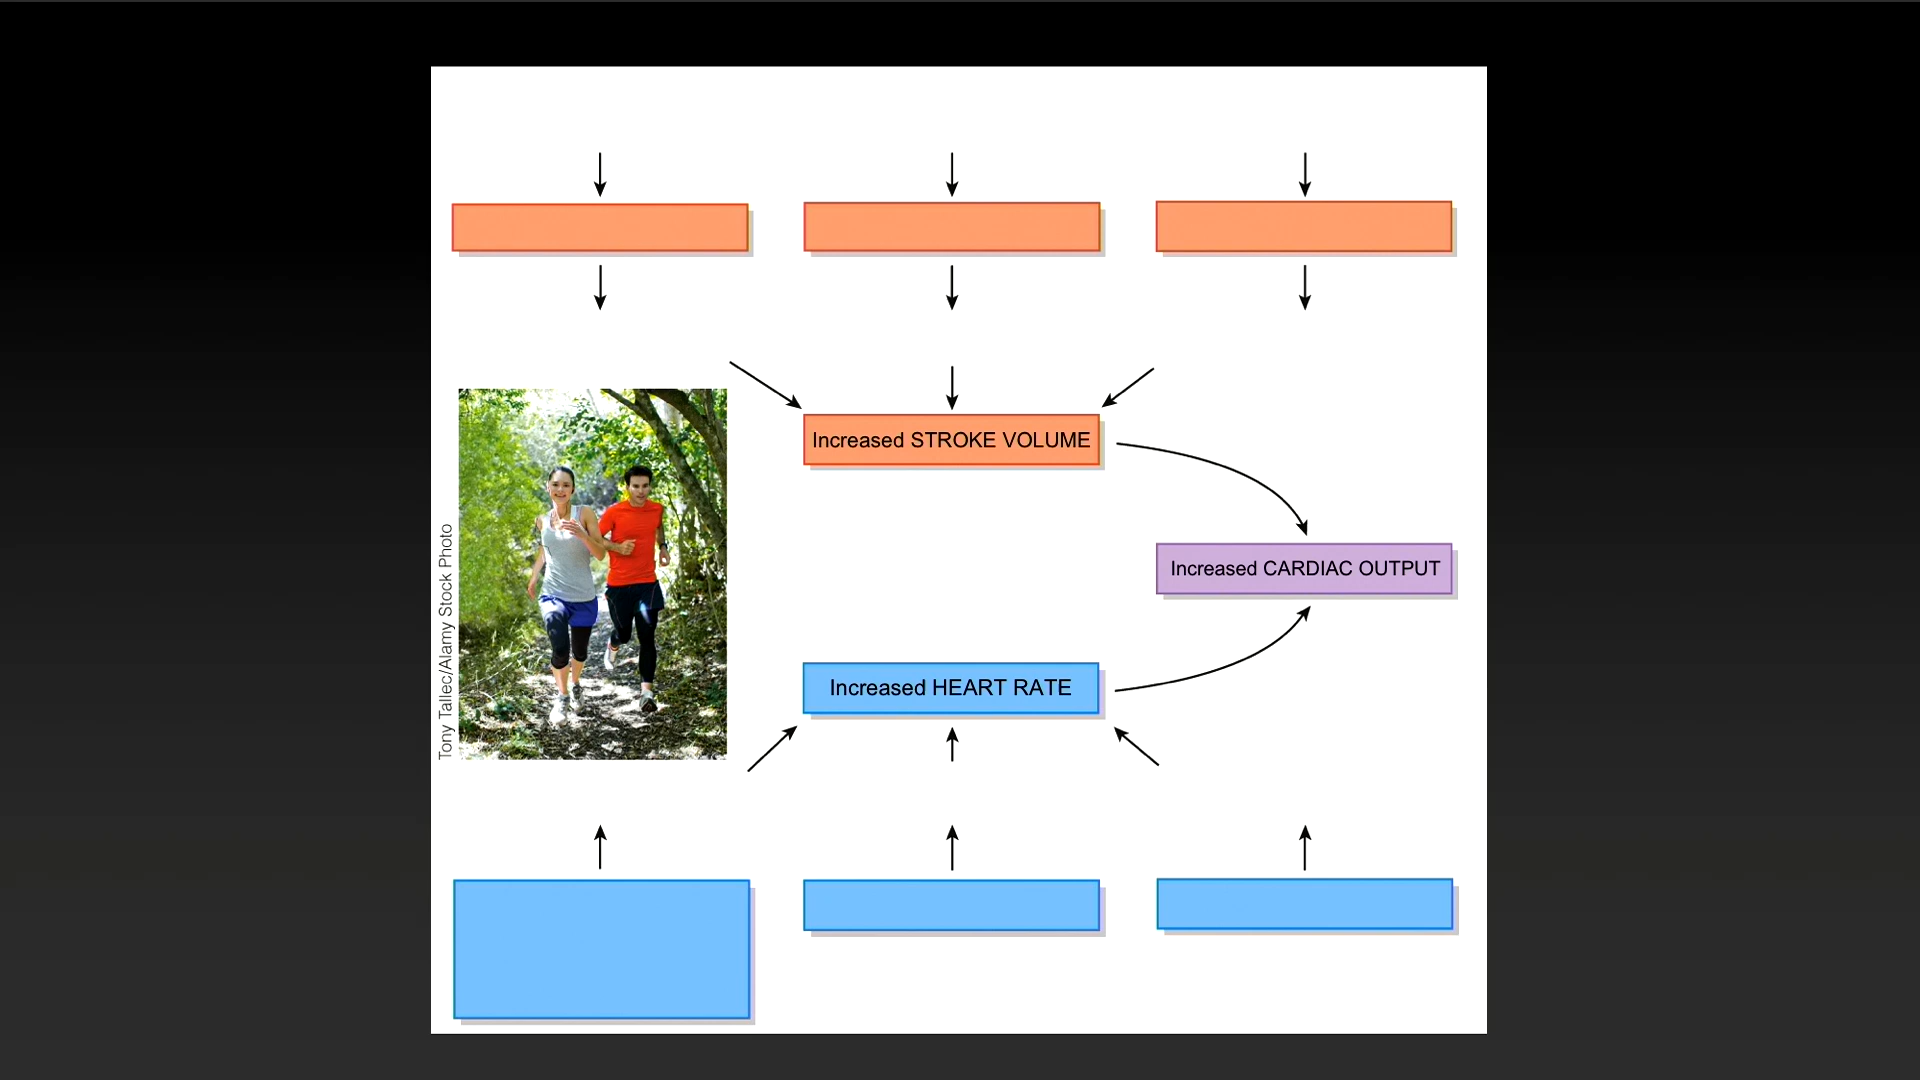 Increased STROKE VOLUME
Tony Tallec/Alamy Stock Photo
Increased CARDIAC OUTPUT
Increased HEART RATE